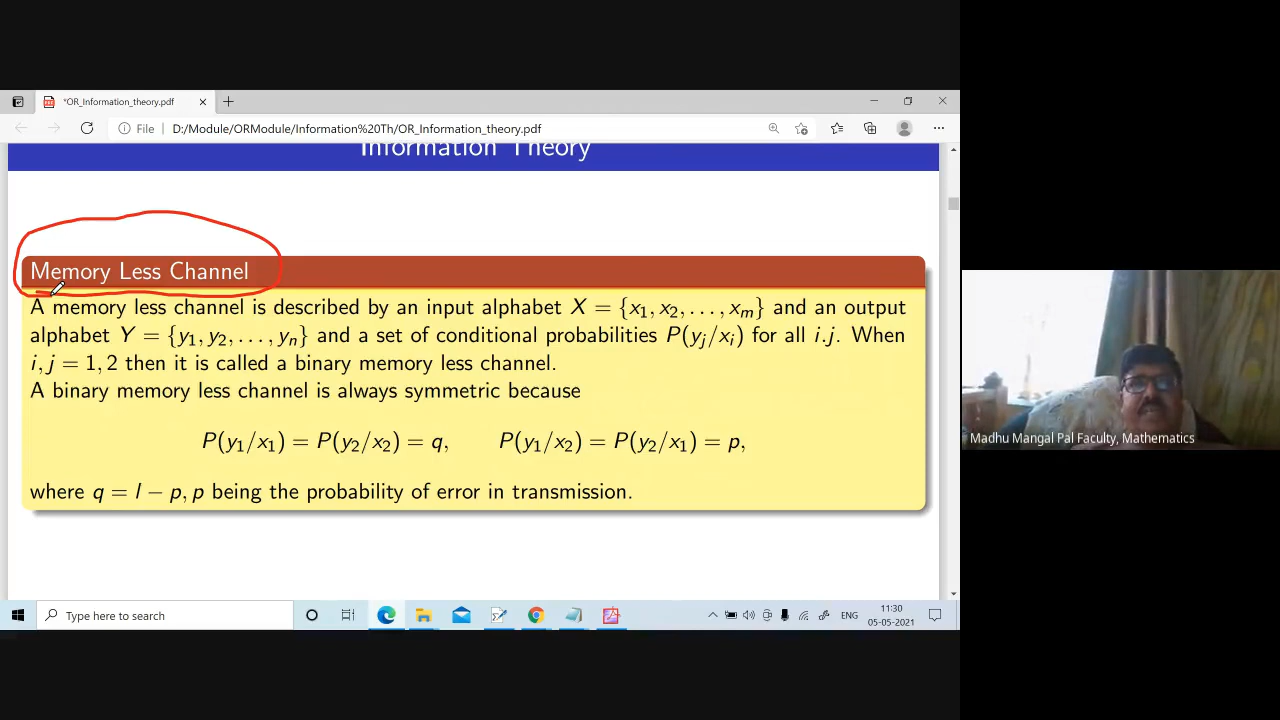 *OR_Information_theory.pdf
File | D:/Module/ORModule/Information%20Th/OR_Information_theory.pdf
Information Theory
Memory Less Channel
A memory less channel is described by an input alphabet X = {x₁, x₂, . . . , xₘ} and an output
alphabet Y = {y₁, y₂, . . . , yₙ} and a set of conditional probabilities P(yⱼ/xᵢ) for all i.j. When
i, j = 1, 2 then it is called a binary memory less channel.
A binary memory less channel is always symmetric because
P(y₁/x₁) = P(y₂/x₂) = q, P(y₁/x₂) = P(y₂/x₁) = p,
where q = l − p, p being the probability of error in transmission.
Madhu Mangal Pal Faculty, Mathematics
Type here to search
ENG
11:30
05-05-2021